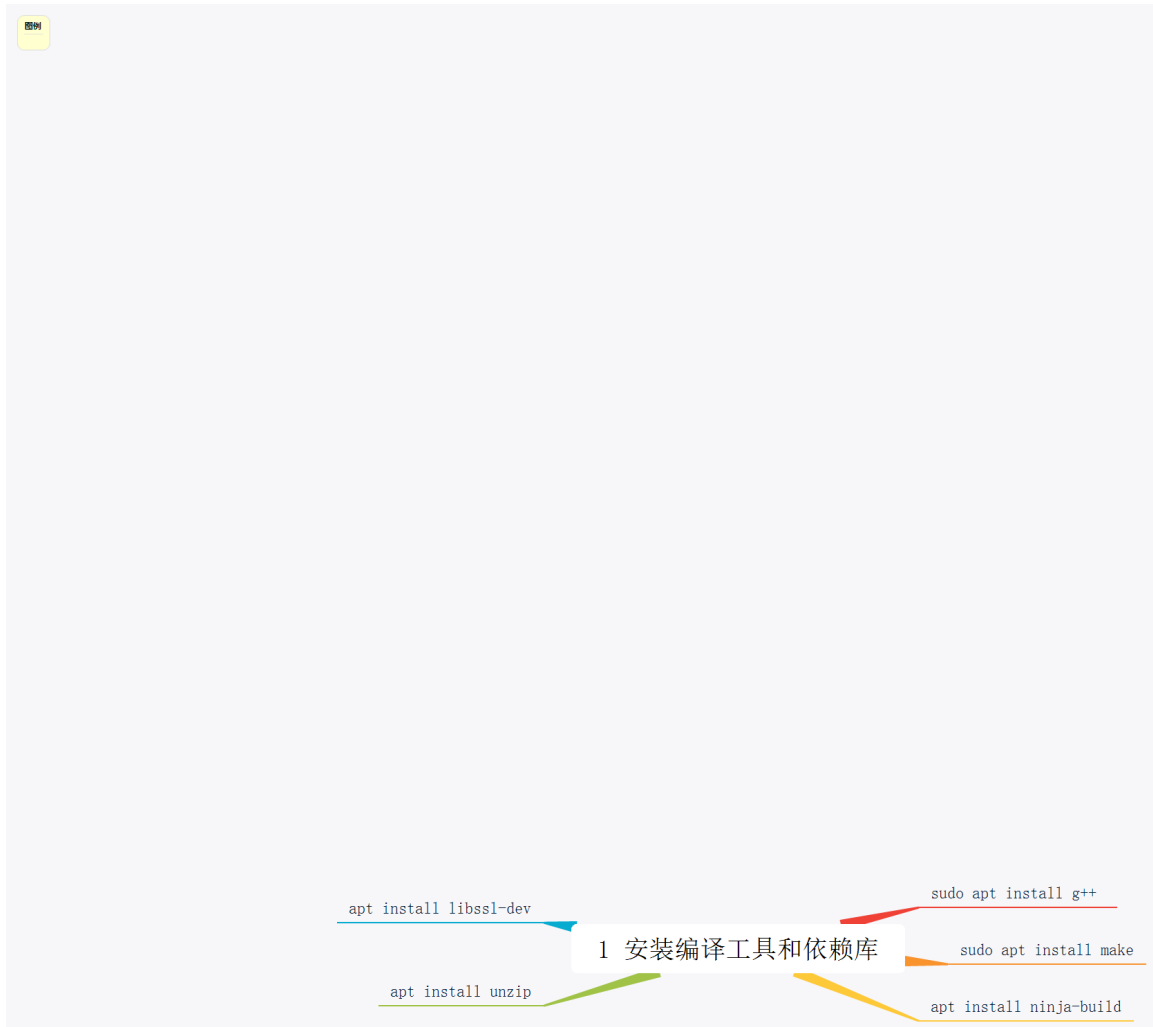 图例
apt install libssl-dev
apt install unzip
1 安装编译工具和依赖库
sudo apt install g++
sudo apt install make
apt install ninja-build